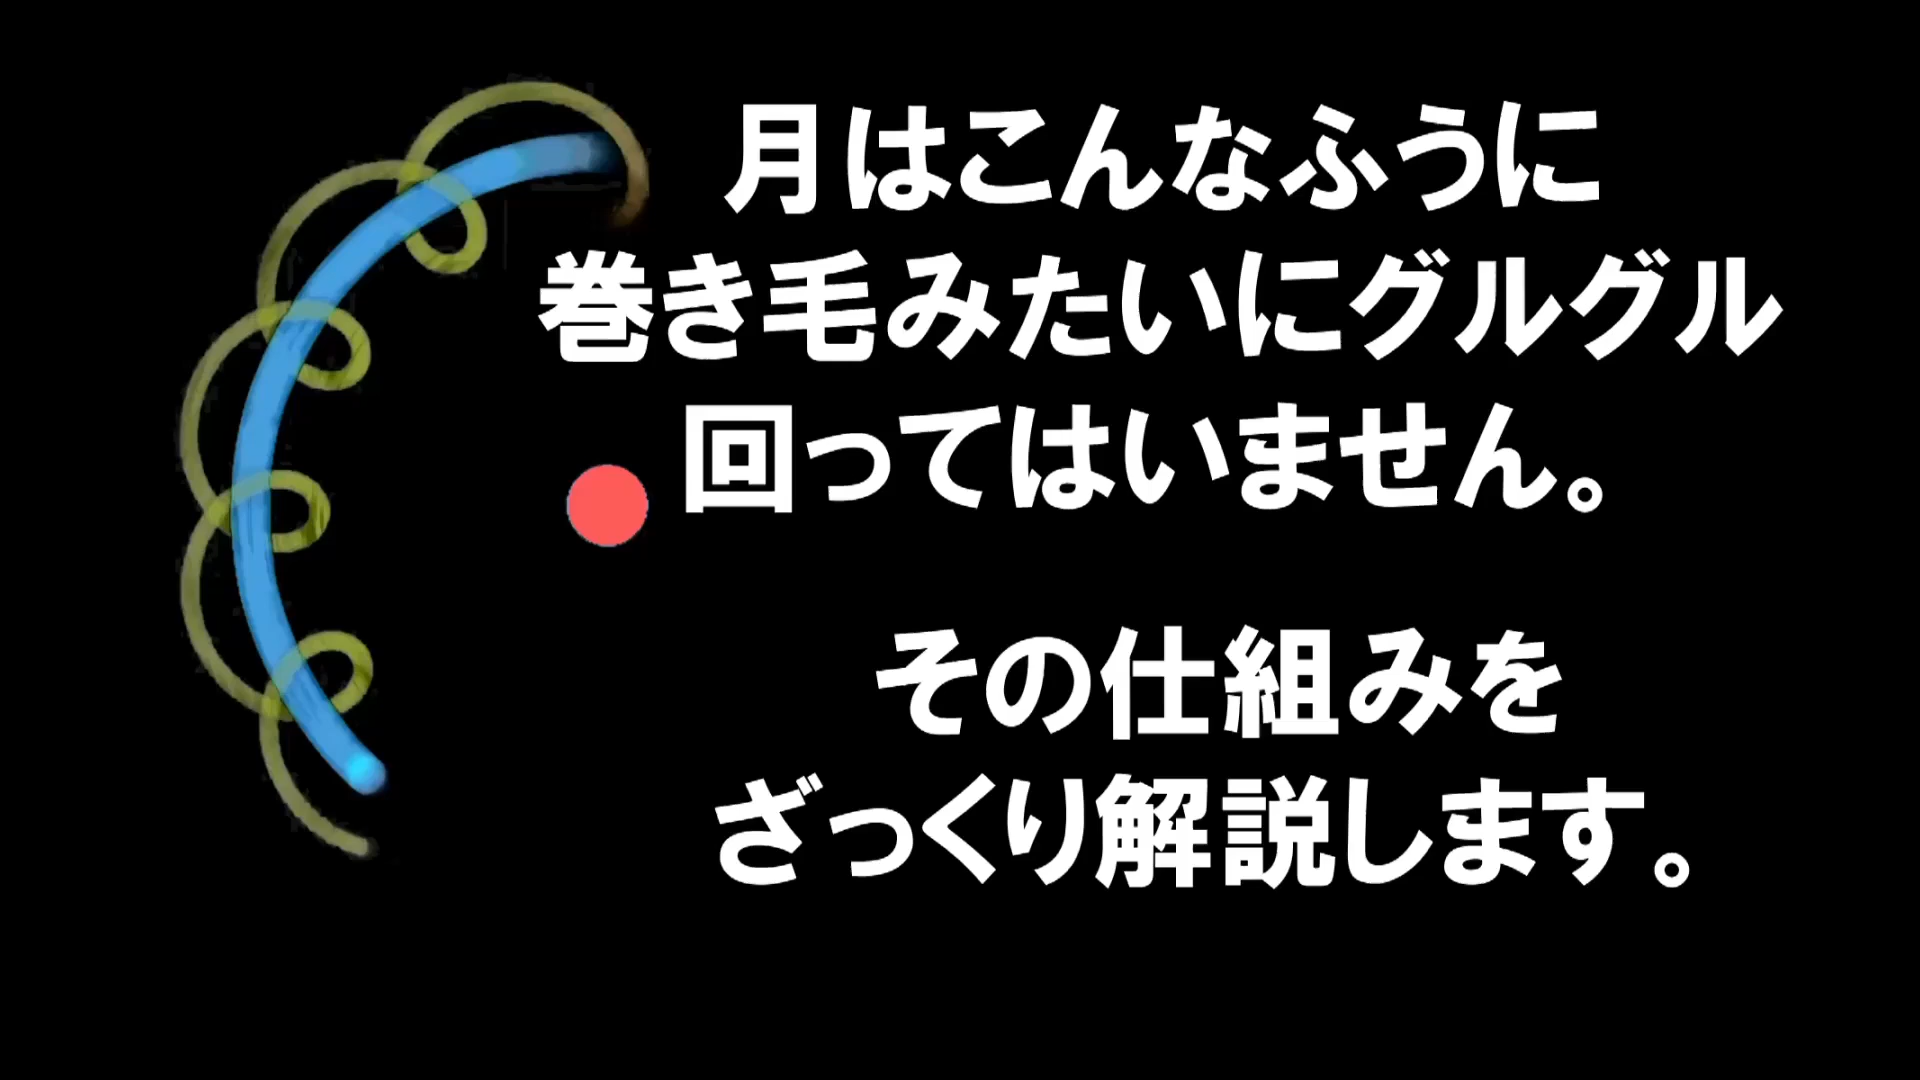 月はこんなふうに
巻き毛みたいにグルグル
回ってはいません。
その仕組みを
ざっくり解説します。